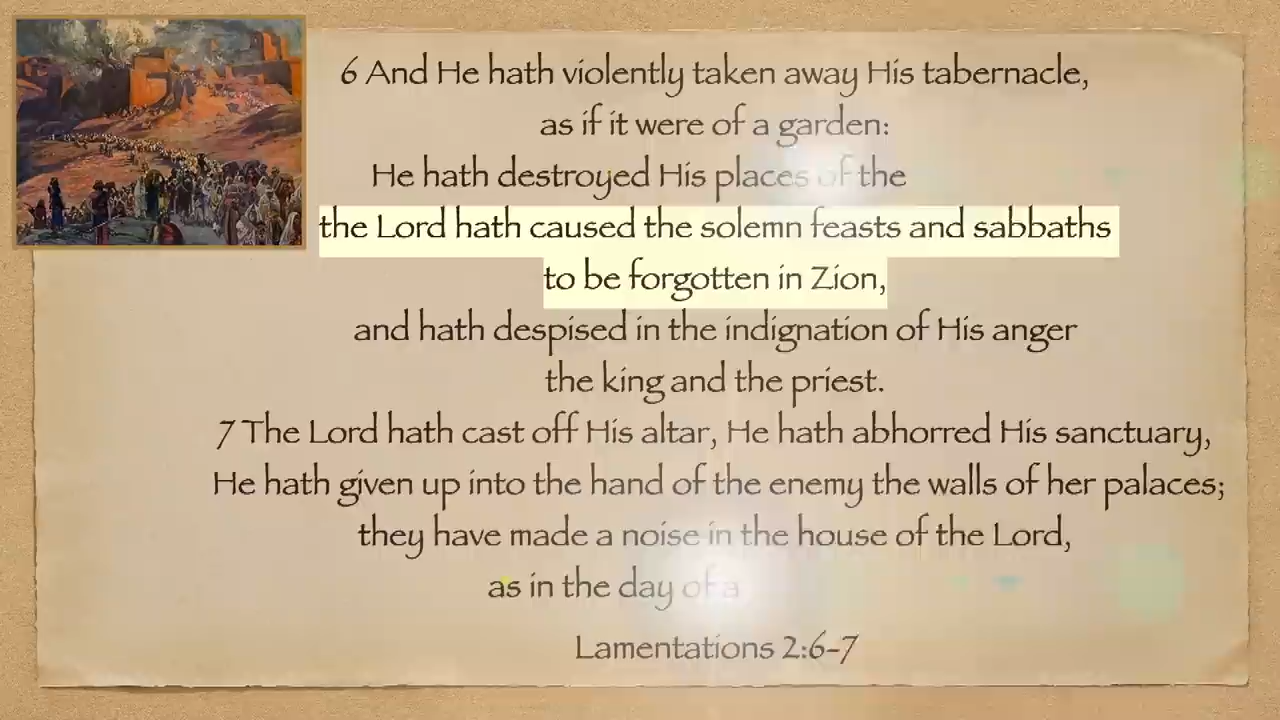 6 And He hath violently taken away His tabernacle,
as if it were of a garden:
He hath destroyed His places of the
the Lord hath caused the solemn feasts and sabbaths
to be forgotten in Zion,
and hath despised in the indignation of His anger
the king and the priest.
7 The Lord hath cast off His altar, He hath abhorred His sanctuary,
He hath given up into the hand of the enemy the walls of her palaces;
they have made a noise in the house of the Lord,
as in the day of a
Lamentations 2:6-7